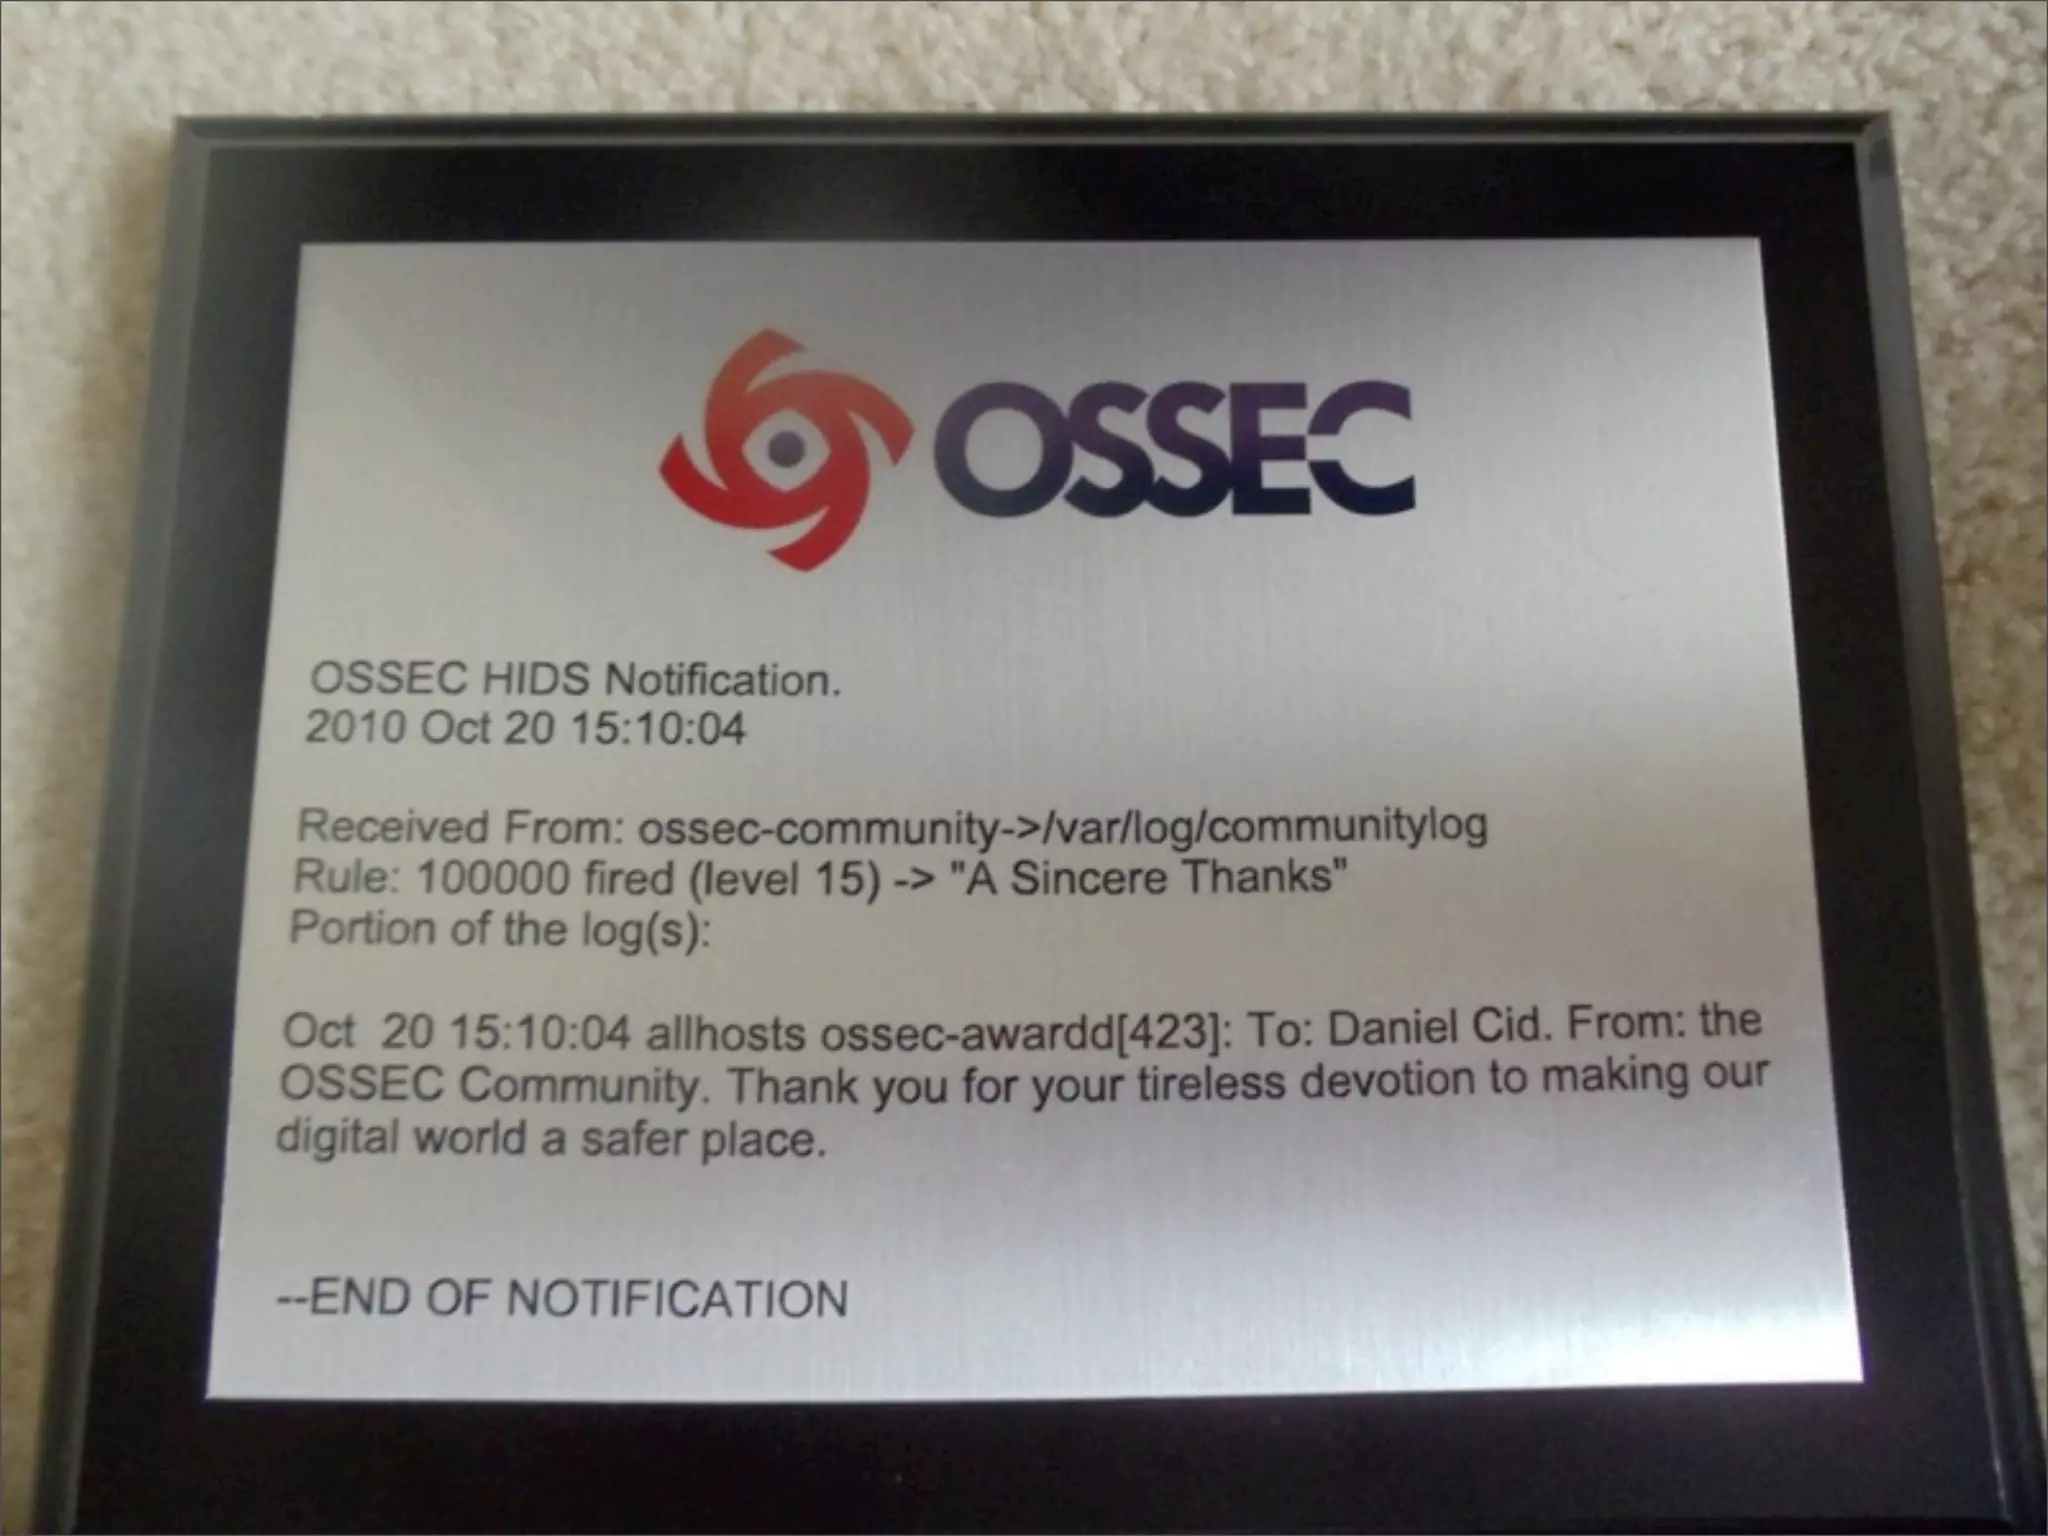 OSSEC
OSSEC HIDS Notification.
2010 Oct 20 15:10:04
Received From: ossec-community->/var/log/communitylog
Rule: 100000 fired (level 15) -> "A Sincere Thanks"
Portion of the log(s):
Oct  20 15:10:04 allhosts ossec-awardd[423]: To: Daniel Cid. From: the
OSSEC Community. Thank you for your tireless devotion to making our
digital world a safer place.
--END OF NOTIFICATION